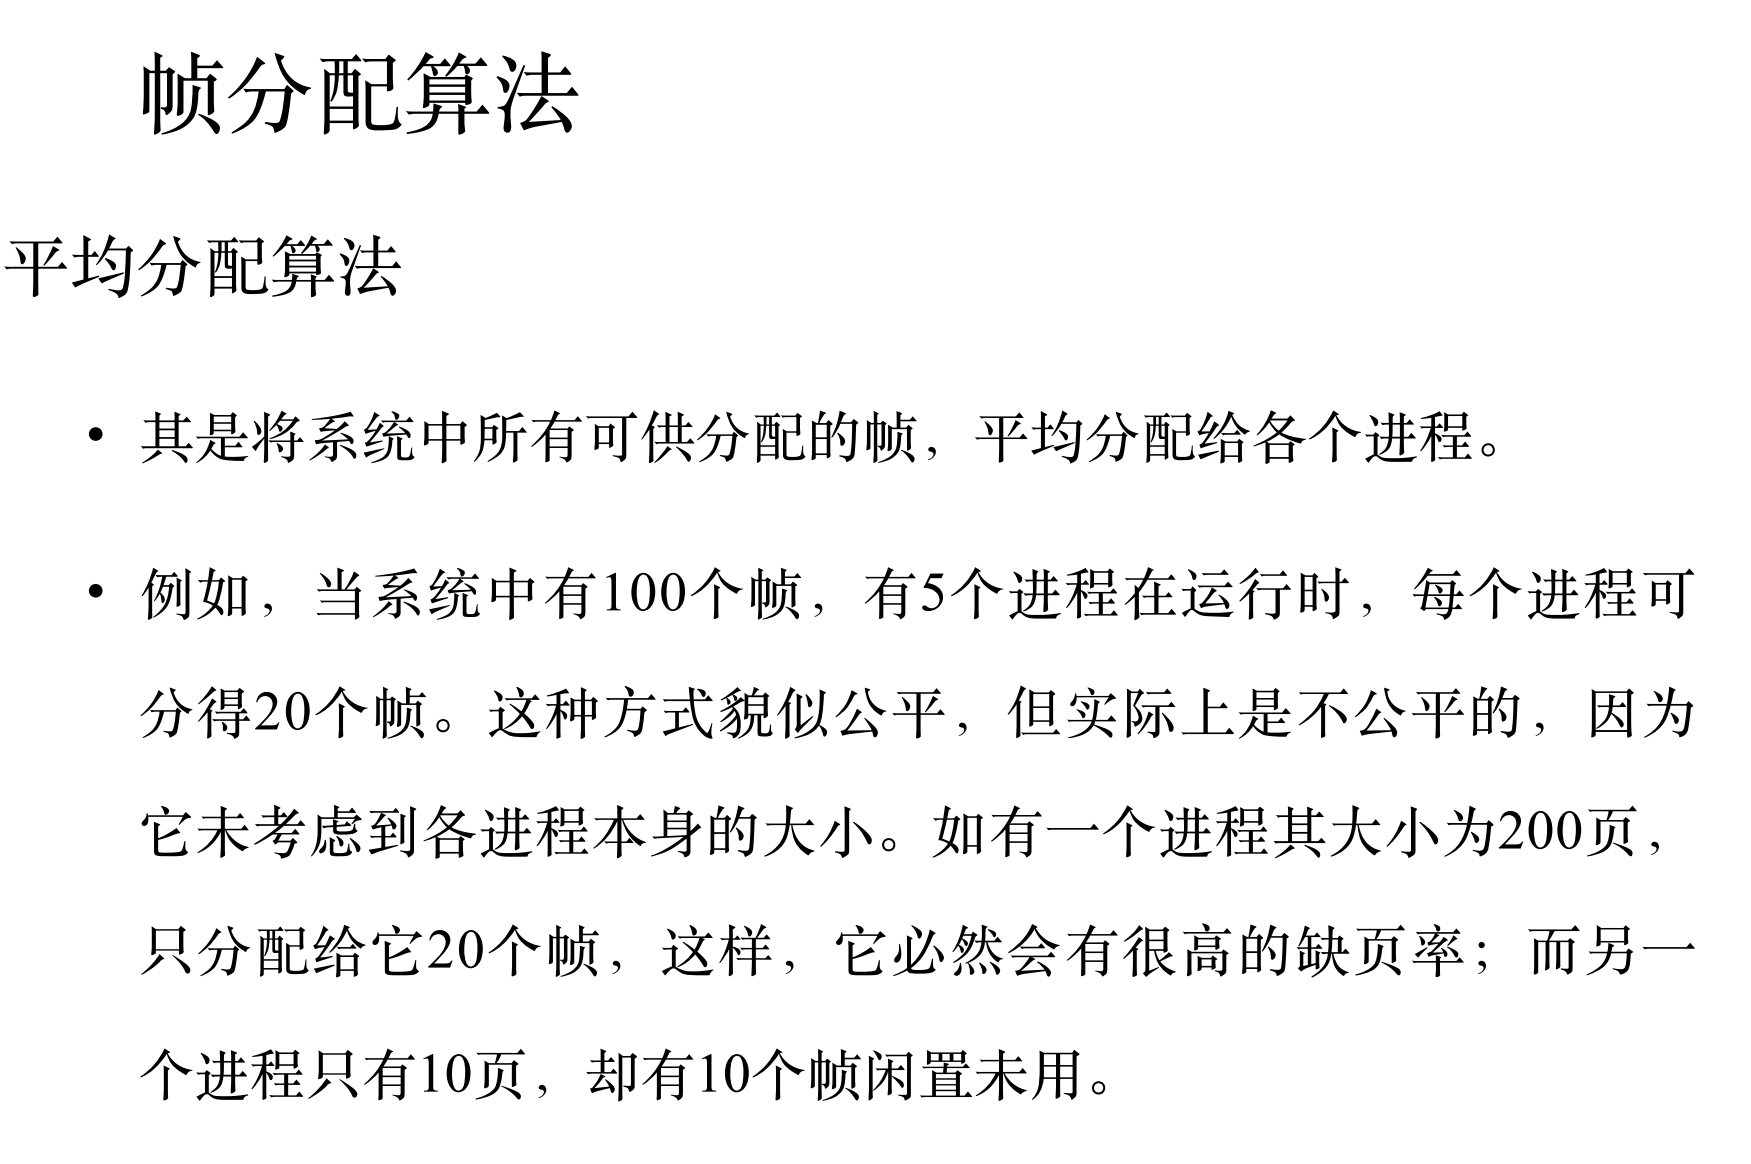 帧分配算法
平均分配算法
• 其是将系统中所有可供分配的帧，平均分配给各个进程。
• 例如，当系统中有100个帧，有5个进程在运行时，每个进程可
分得20个帧。这种方式貌似公平，但实际上是不公平的，因为
它未考虑到各进程本身的大小。如有一个进程其大小为200页，
只分配给它20个帧，这样，它必然会有很高的缺页率；而另一
个进程只有10页，却有10个帧闲置未用。